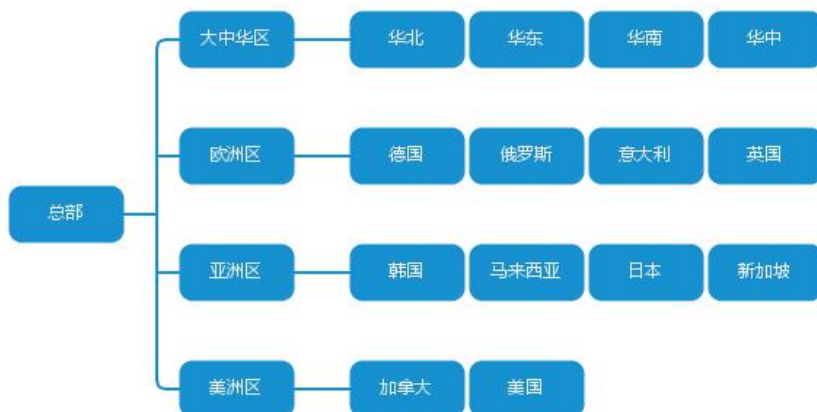 大中华区 华北 华东 华南 华中
欧洲区 德国 俄罗斯 意大利 英国
总部
亚洲区 韩国 马来西亚 日本 新加坡
美洲区 加拿大 美国